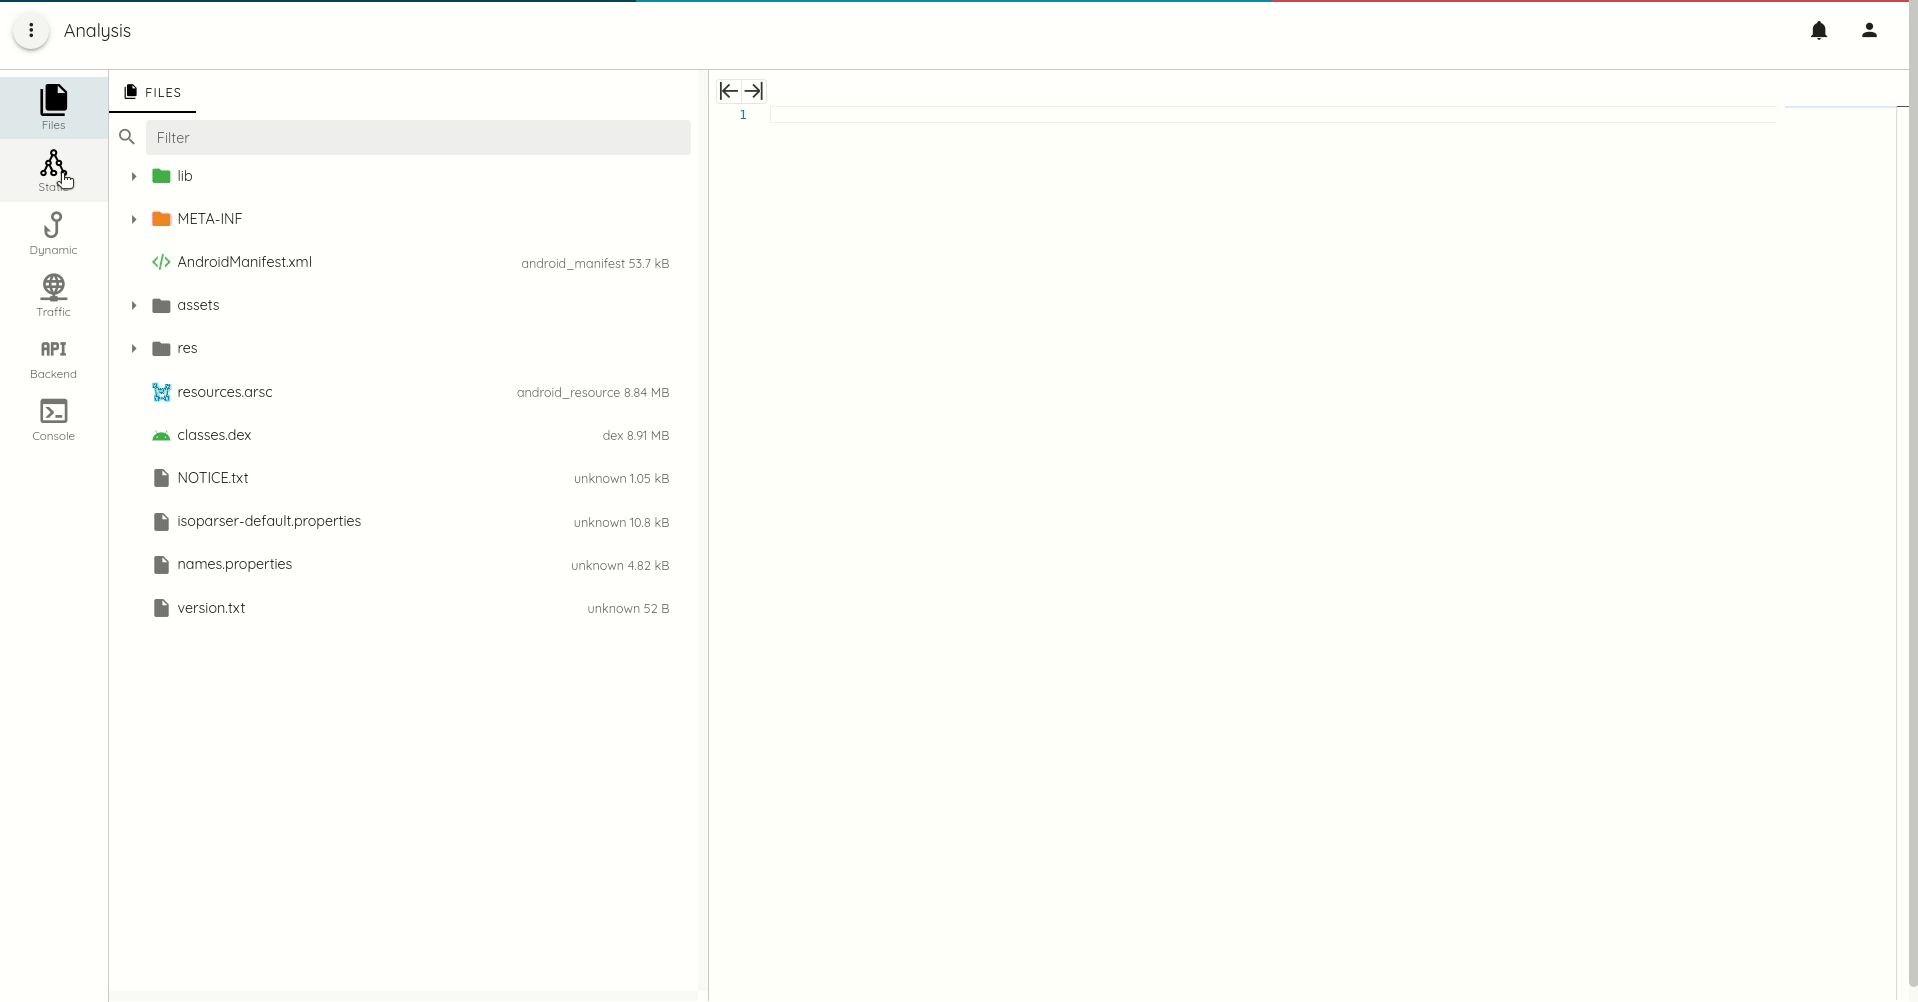 Analysis
Files
Dynamic
Traffic
API
Backend
Console
FILES
Filter
lib
META-INF
AndroidManifest.xml android_manifest 53.7 kB
assets
res
resources.arsc android_resource 8.84 MB
classes.dex dex 8.91 MB
NOTICE.txt unknown 1.05 kB
isoparser-default.properties unknown 10.8 kB
names.properties unknown 4.82 kB
version.txt unknown 52 B
1